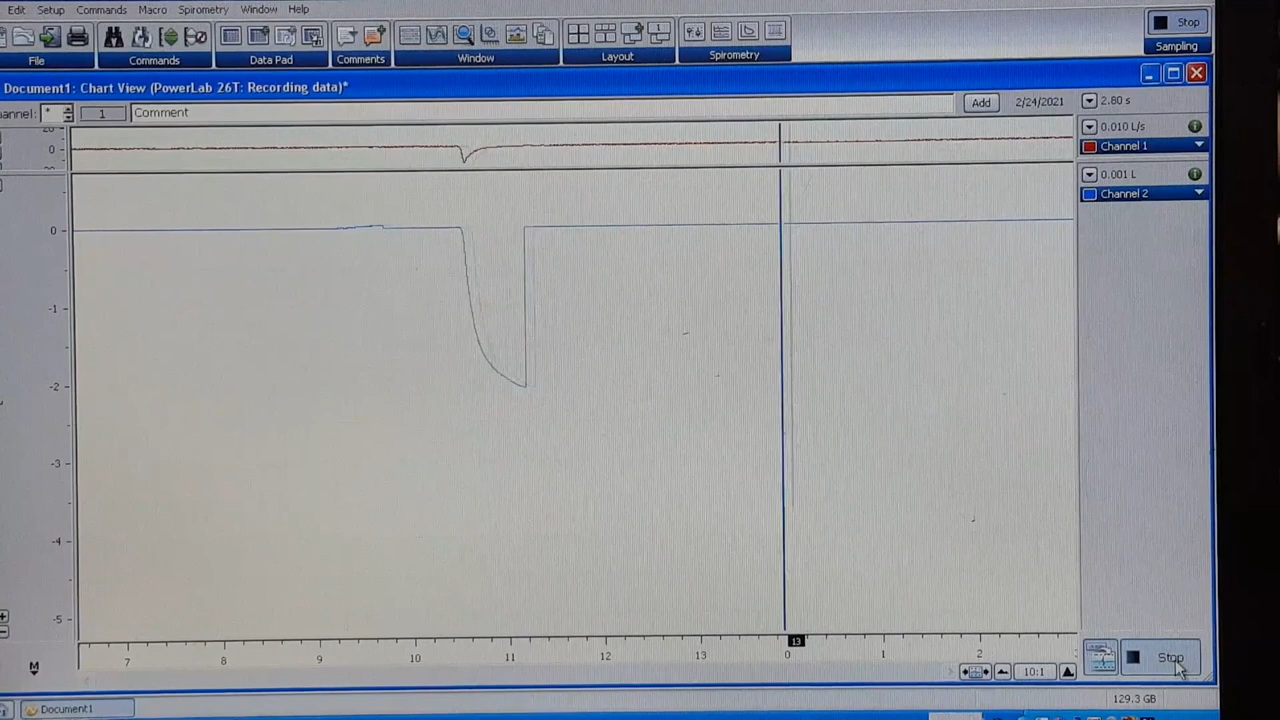 Edit Setup Commands Macro Spirometry Window Help
Stop
File Commands Data Pad Comments Window Layout Spirometry Sampling
Document1: Chart View (PowerLab 26T: Recording data)*
* 1 Comment Add 2/24/2021 2.80 s
0.010 L/s
0 Channel 1
0.001 L
Channel 2
0
-1
-2
-3
-4
-5
13
7 8 9 10 11 12 13 0 1 2
M 10:1 Stop
129.3 GB
Document1